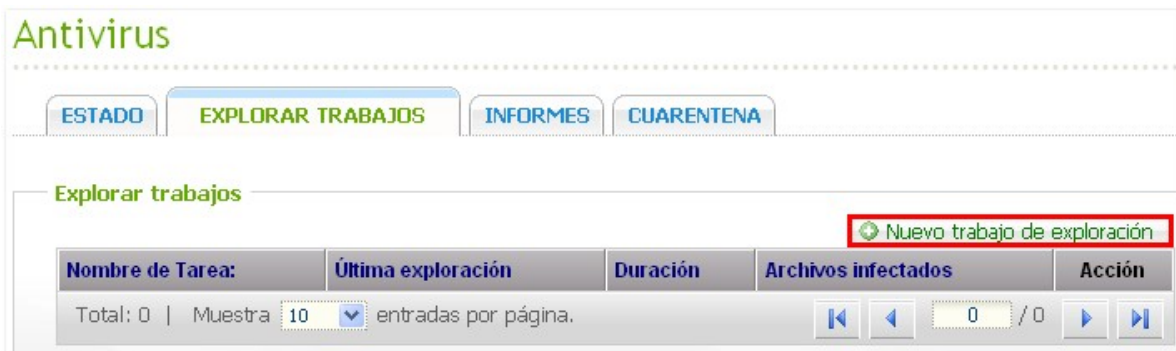 Antivirus
ESTADO EXPLORAR TRABAJOS INFORMES CUARENTENA
Explorar trabajos
Nuevo trabajo de exploración
Nombre de Tarea: Última exploración Duración Archivos infectados Acción
Total: 0 | Muestra 10 entradas por página. 0 / 0